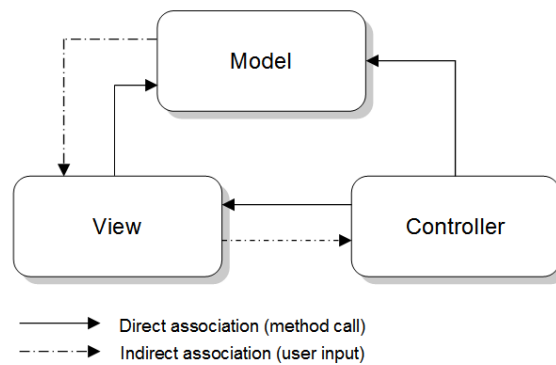 Model
View
Controller
Direct association (method call)
Indirect association (user input)